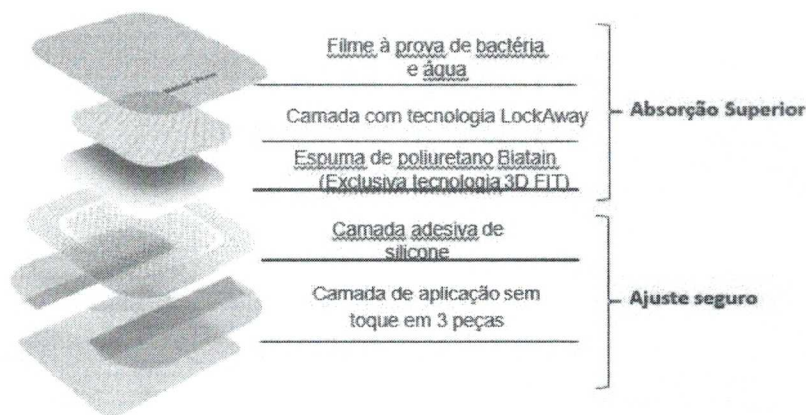 Filme à prova de bactéria
e água
Camada com tecnologia LockAway
Absorção Superior
Espuma de poliuretano Biatain
(Exclusiva tecnologia 3D FIT)
Camada adesiva de
silicone
Camada de aplicação sem
toque em 3 peças
Ajuste seguro